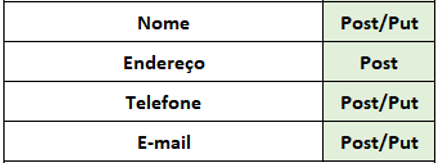 Nome Post/Put
Endereço Post
Telefone Post/Put
E-mail Post/Put